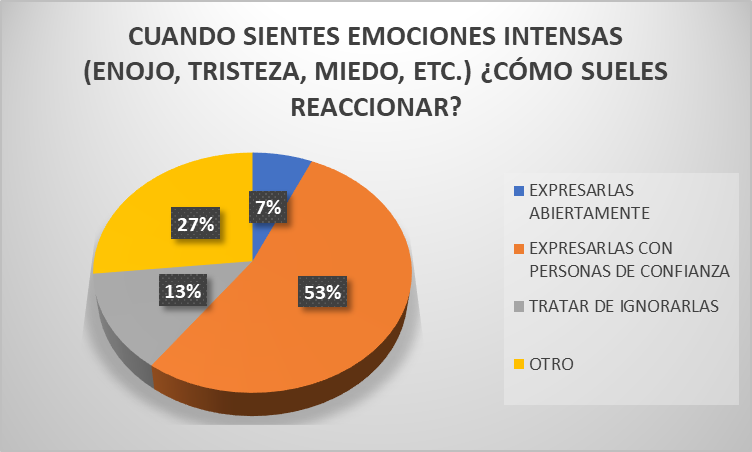 CUANDO SIENTES EMOCIONES INTENSAS
(ENOJO, TRISTEZA, MIEDO, ETC.) ¿CÓMO SUELES
REACCIONAR?
7%
27%
13%
53%
EXPRESARLAS
ABIERTAMENTE
EXPRESARLAS CON
PERSONAS DE CONFIANZA
TRATAR DE IGNORARLAS
OTRO